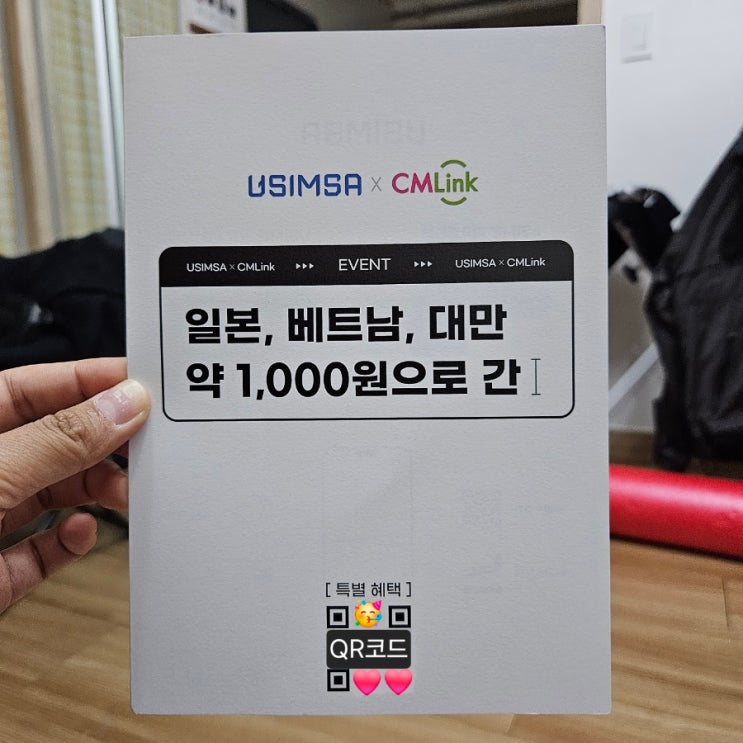 USIMSA × CMLink
USIMSA × CMLink ▸▸▸ EVENT ▸▸▸ USIMSA × CMLink
일본, 베트남, 대만
약 1,000원으로 간
[ 특별 혜택 ]
QR코드